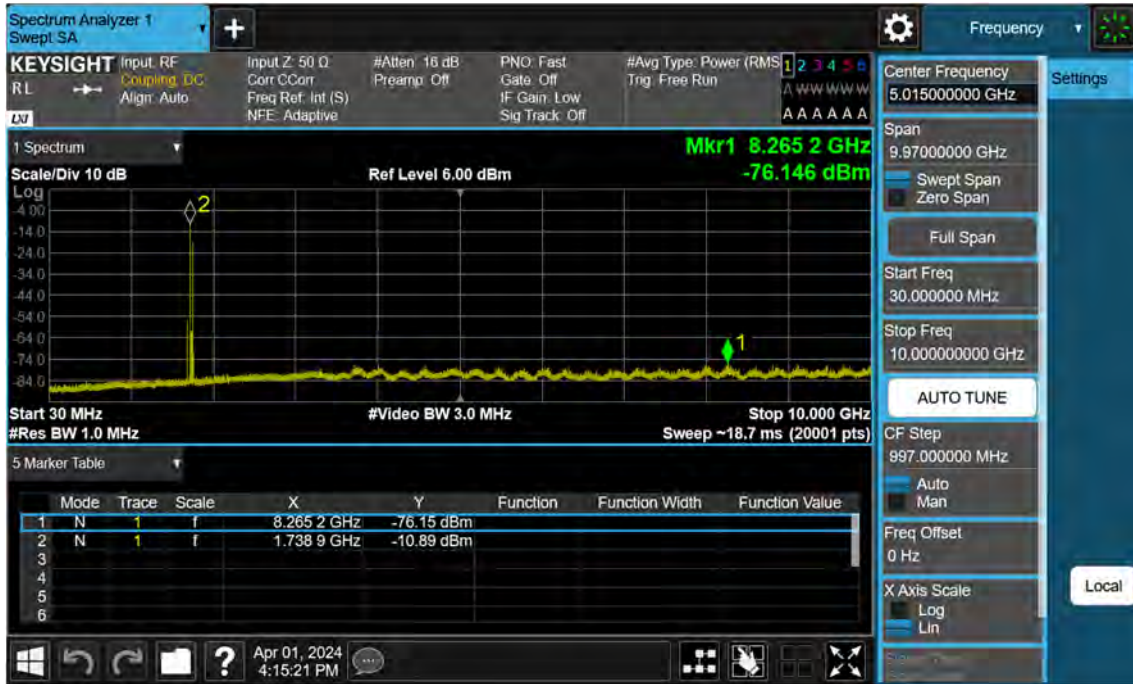 Spectrum Analyzer 1
Swept SA
Frequency
KEYSIGHT Input: RF Input Z: 50 Ω #Atten: 16 dB PNO: Fast #Avg Type: Power (RMS 1 2 3 4 5 6
RL Coupling: DC Corr CCorr Preamp: Off Gate: Off Trig: Free Run
Align: Auto Freq Ref: Int (S) IF Gain: Low A W W W W W
LXI NFE: Adaptive Sig Track: Off A A A A A A
Center Frequency
5.015000000 GHz
Settings
1 Spectrum
Mkr1 8.265 2 GHz
Scale/Div 10 dB Ref Level 6.00 dBm -76.146 dBm
Span
9.97000000 GHz
Swept Span
Zero Span
Full Span
Log
-4.00
-14.0
-24.0
-34.0
-44.0
-54.0
-64.0
-74.0
-84.0
2
1
Start Freq
30.000000 MHz
Stop Freq
10.000000000 GHz
AUTO TUNE
Start 30 MHz #Video BW 3.0 MHz Stop 10.000 GHz
#Res BW 1.0 MHz Sweep ~18.7 ms (20001 pts)
CF Step
997.000000 MHz
Auto
Man
5 Marker Table
Mode Trace Scale X Y Function Function Width Function Value
1 N 1 f 8.265 2 GHz -76.15 dBm
2 N 1 f 1.738 9 GHz -10.89 dBm
3
4
5
6
Freq Offset
0 Hz
X Axis Scale
Log
Lin
Local
? Apr 01, 2024
4:15:21 PM